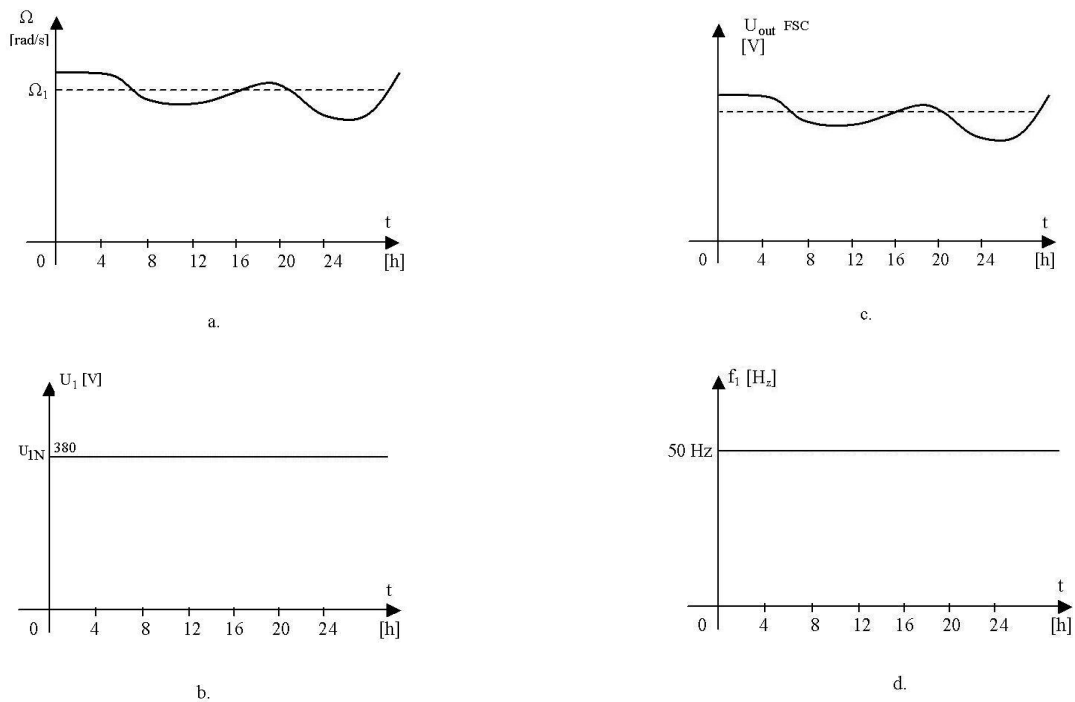 Ω
[rad/s]
Ω1
t
0 4 8 12 16 20 24 [h]
a.
Uout FSC
[V]
t
0 4 8 12 16 20 24 [h]
c.
U1 [V]
U1N 380
t
0 4 8 12 16 20 24 [h]
b.
f1 [Hz]
50 Hz
t
0 4 8 12 16 20 24 [h]
d.